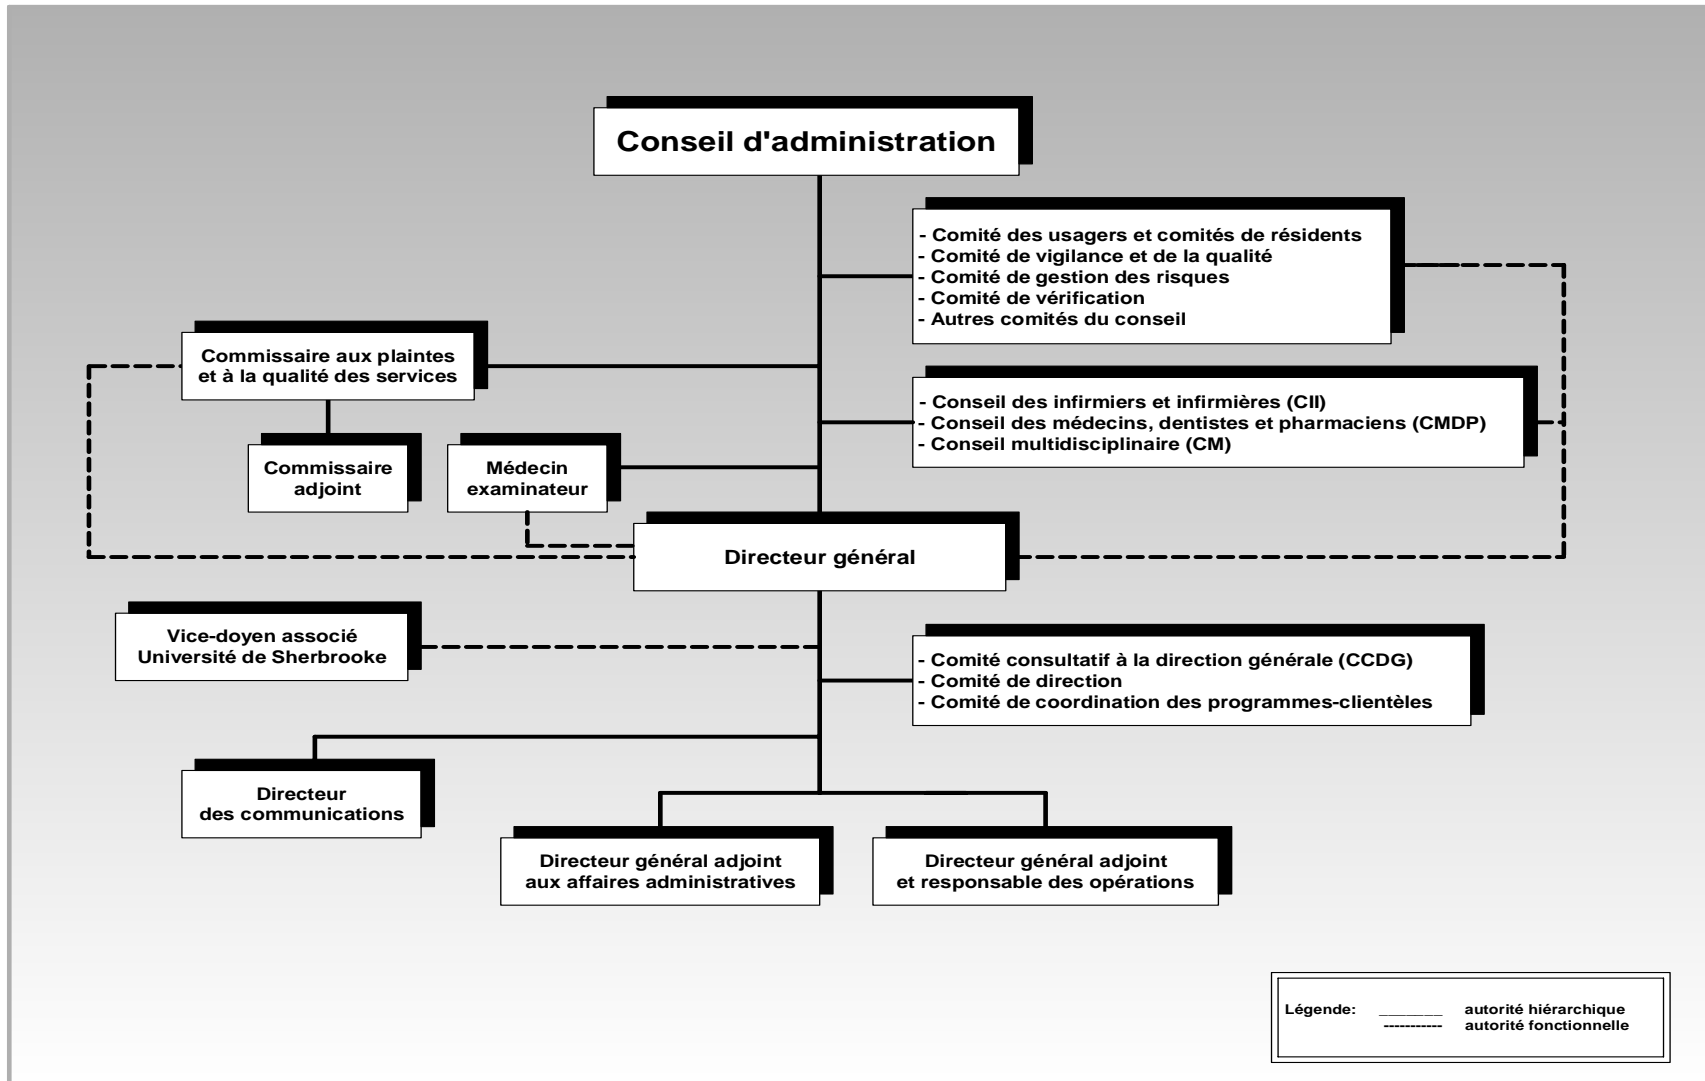 Conseil d'administration
- Comité des usagers et comités de résidents
- Comité de vigilance et de la qualité
- Comité de gestion des risques
- Comité de vérification
- Autres comités du conseil
Commissaire aux plaintes
et à la qualité des services
- Conseil des infirmiers et infirmières (CII)
- Conseil des médecins, dentistes et pharmaciens (CMDP)
- Conseil multidisciplinaire (CM)
Commissaire
adjoint
Médecin
examinateur
Directeur général
Vice-doyen associé
Université de Sherbrooke
- Comité consultatif à la direction générale (CCDG)
- Comité de direction
- Comité de coordination des programmes-clientèles
Directeur
des communications
Directeur général adjoint
aux affaires administratives
Directeur général adjoint
et responsable des opérations
Légende: _______ autorité hiérarchique
----------- autorité fonctionnelle